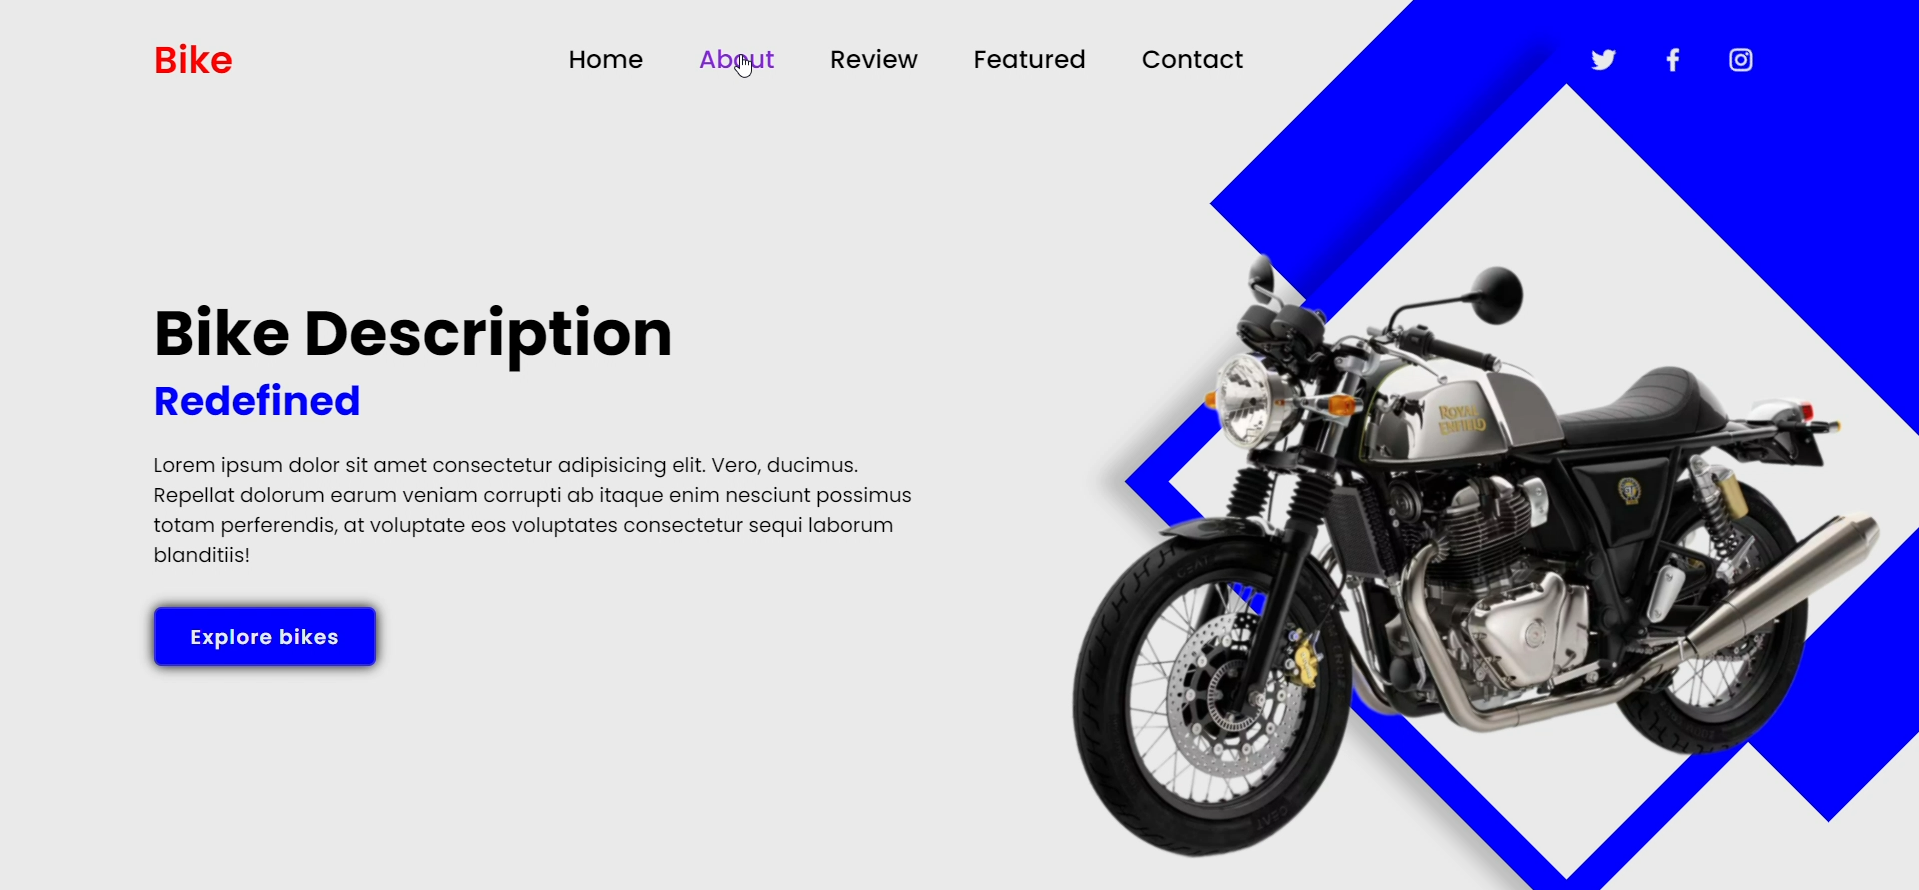 Bike
Home
About
Review
Featured
Contact
Bike Description
Redefined
Lorem ipsum dolor sit amet consectetur adipisicing elit. Vero, ducimus.
Repellat dolorum earum veniam corrupti ab itaque enim nesciunt possimus
totam perferendis, at voluptate eos voluptates consectetur sequi laborum
blanditiis!
Explore bikes
ROYAL
ENFIELD
CEAT
CEAT